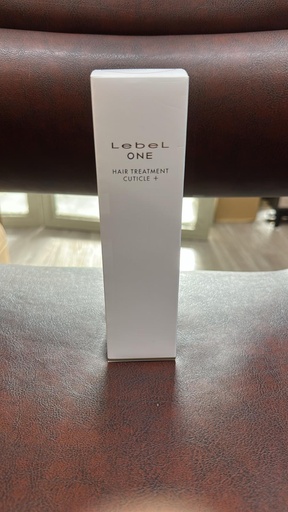 LebeL
ONE
HAIR TREATMENT
CUTICLE +